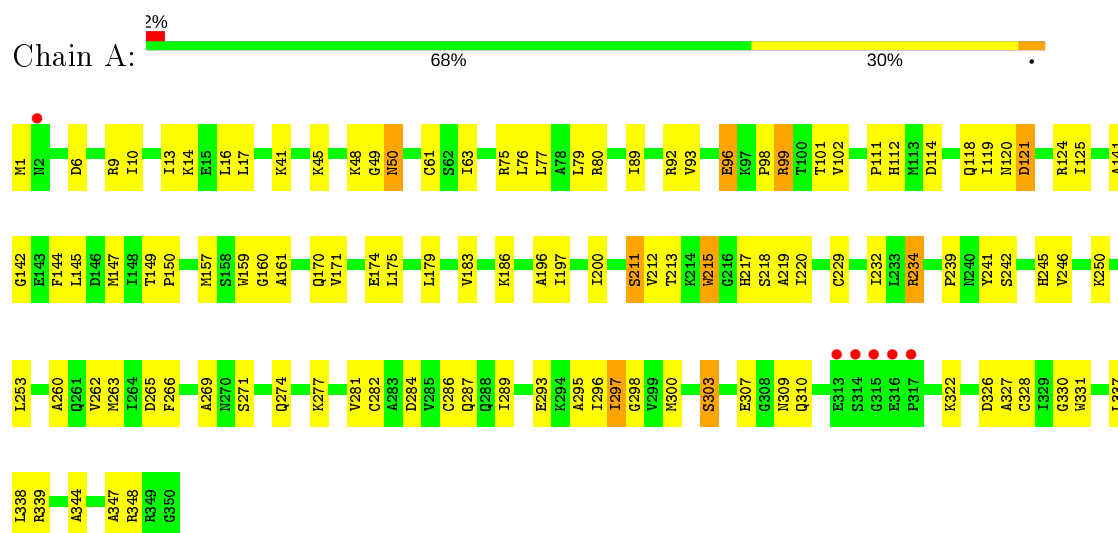 2%
Chain A:
68% 30% •
M1 N2 D6 R9 I10 I13 K14 E15 L16 L17 K41 K45 K48 G49 N50 C61 S62 I63 R75 L76 L77 A78 L79 R80 I89 R92 V93 E96 K97 P98 R99 T100 T101 V102 P111 H112 M113 D114 Q118 I119 N120 D121 R124 I125 A141
G142 E143 F144 L145 D146 M147 I148 T149 P150 M157 S158 W159 G160 A161 Q170 V171 E174 L175 L179 V183 K186 A196 I197 I200 S211 V212 T213 K214 W215 G216 H217 S218 A219 I220 C229 I232 L233 R234 P239 N240 Y241 S242 H245 V246 K250
L253 A260 Q261 V262 M263 I264 D265 F266 A269 N270 S271 Q274 K277 V281 C282 A283 D284 V285 C286 Q287 Q288 I289 E293 K294 A295 I296 I297 G298 V299 M300 S303 E307 G308 N309 Q310 E313 S314 G315 E316 P317 K322 D326 A327 C328 I329 G330 W331 L337
L338 R339 A344 A347 R348 R349 G350